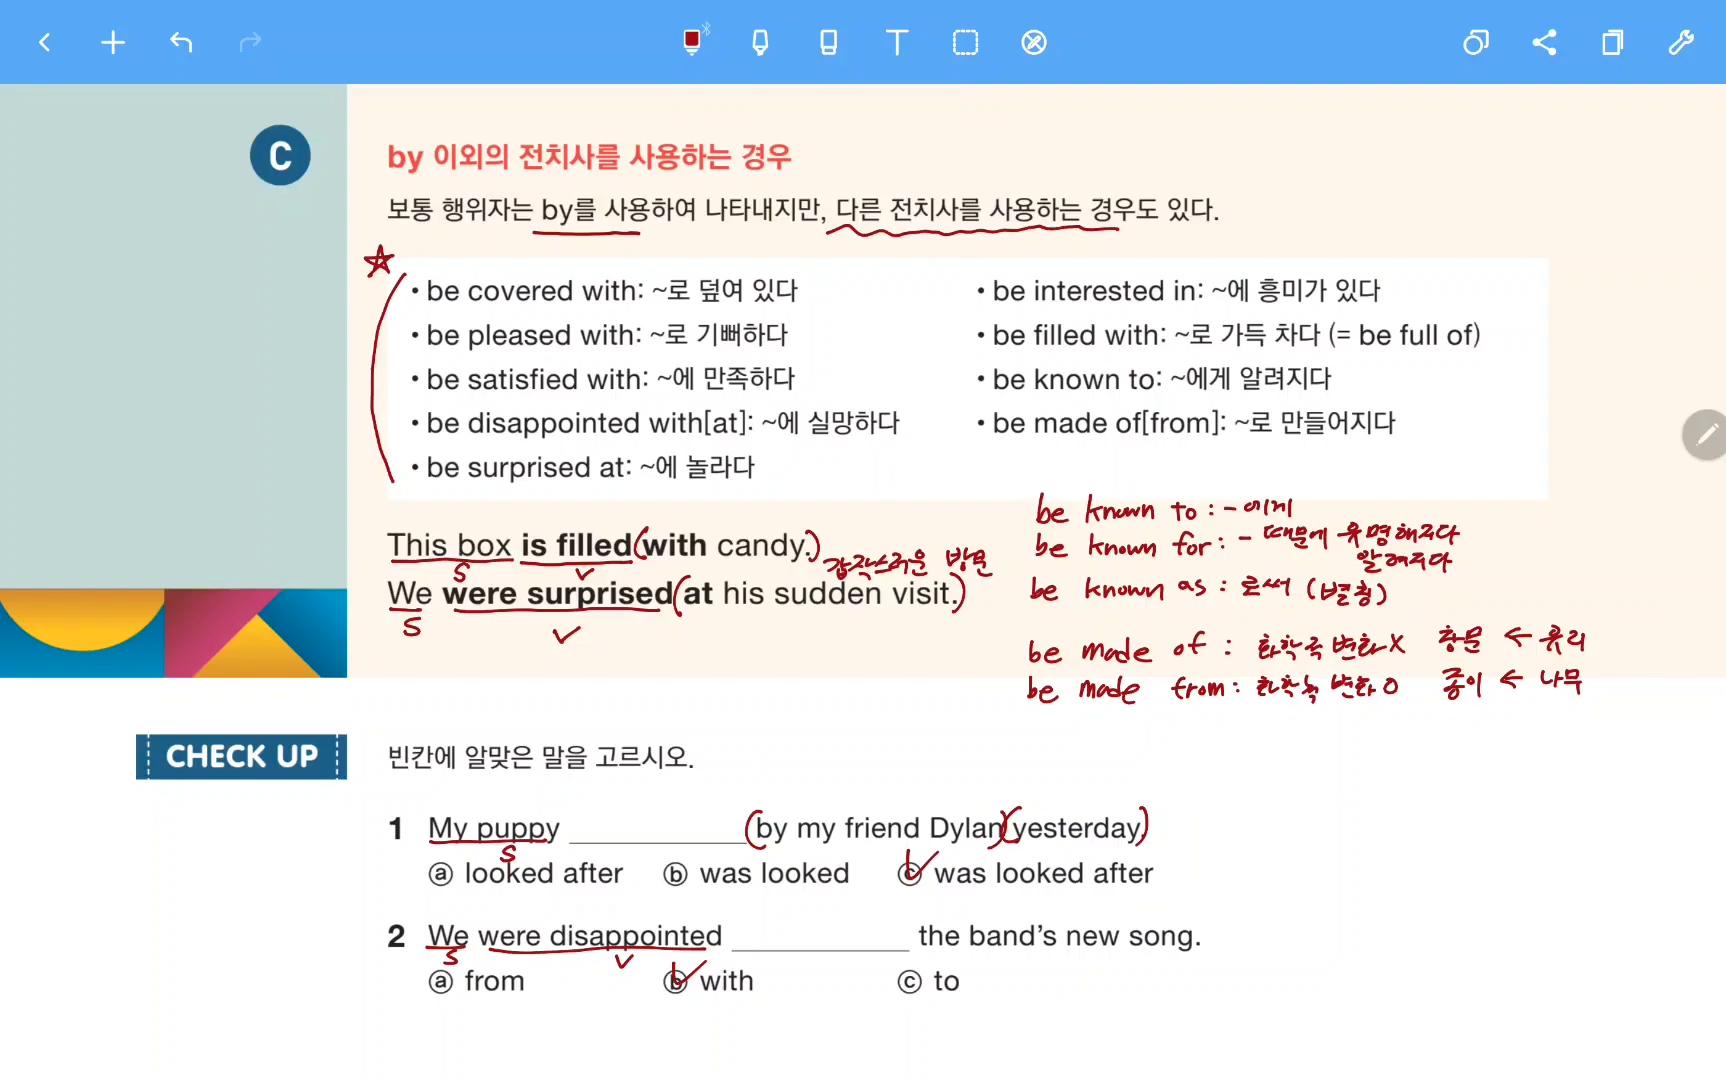 C
by 이외의 전치사를 사용하는 경우
보통 행위자는 by를 사용하여 나타내지만, 다른 전치사를 사용하는 경우도 있다.
• be covered with: ~로 덮여 있다
• be pleased with: ~로 기뻐하다
• be satisfied with: ~에 만족하다
• be disappointed with[at]: ~에 실망하다
• be surprised at: ~에 놀라다
• be interested in: ~에 흥미가 있다
• be filled with: ~로 가득 차다 (= be full of)
• be known to: ~에게 알려지다
• be made of[from]: ~로 만들어지다
This box is filled (with candy.)
S V
갑작스러운 방문
We were surprised (at his sudden visit.)
S V
be known to : ~에게
be known for : ~ 때문에 유명해지다
알려지다
be known as : 로써 (별칭)
be made of : 화학적 변화 X 창문 ← 유리
be made from : 화학적 변화 O 종이 ← 나무
CHECK UP
빈칸에 알맞은 말을 고르시오.
1 My puppy ____________ (by my friend Dylan) (yesterday.)
S
ⓐ looked after ⓑ was looked ⓒ was looked after
2 We were disappointed ____________ the band's new song.
S V
ⓐ from ⓑ with ⓒ to